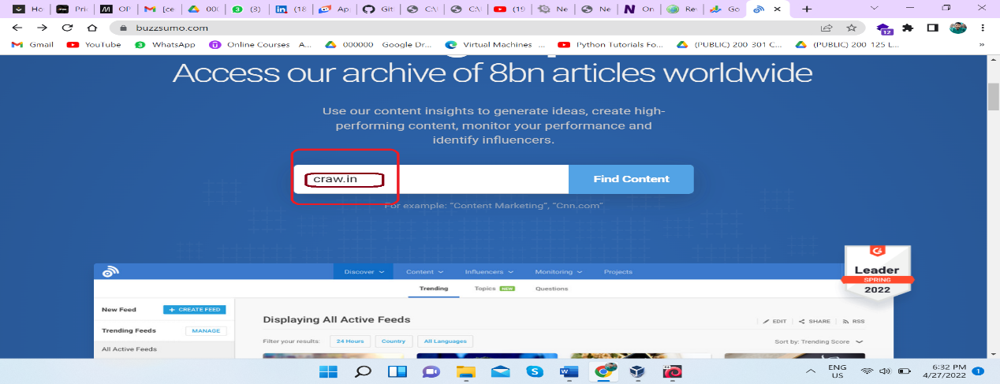 Ho
Pri
OP
[ce
000
(3)
(18
Ap
Git
C:\
C:\
(19
Ne
Ne
On
Rev
Go
buzzsumo.com
12
Gmail
YouTube
WhatsApp
Online Courses A...
000000 Google Dr...
Virtual Machines ...
Python Tutorials Fo...
(PUBLIC) 200-301 C...
(PUBLIC) 200-125 L...
»
Access our archive of 8bn articles worldwide
Use our content insights to generate ideas, create high-
performing content, monitor your performance and
identify influencers.
craw.in
Find Content
For example: "Content Marketing", "Cnn.com"
Leader
SPRING
2022
Discover
Content
Influencers
Monitoring
Projects
Trending
Topics NEW
Questions
New Feed
+ CREATE FEED
Trending Feeds
MANAGE
All Active Feeds
Displaying All Active Feeds
EDIT
SHARE
RSS
Filter your results:
24 Hours
Country
All Languages
Sort by: Trending Score
ENG
US
6:32 PM
4/27/2022
1